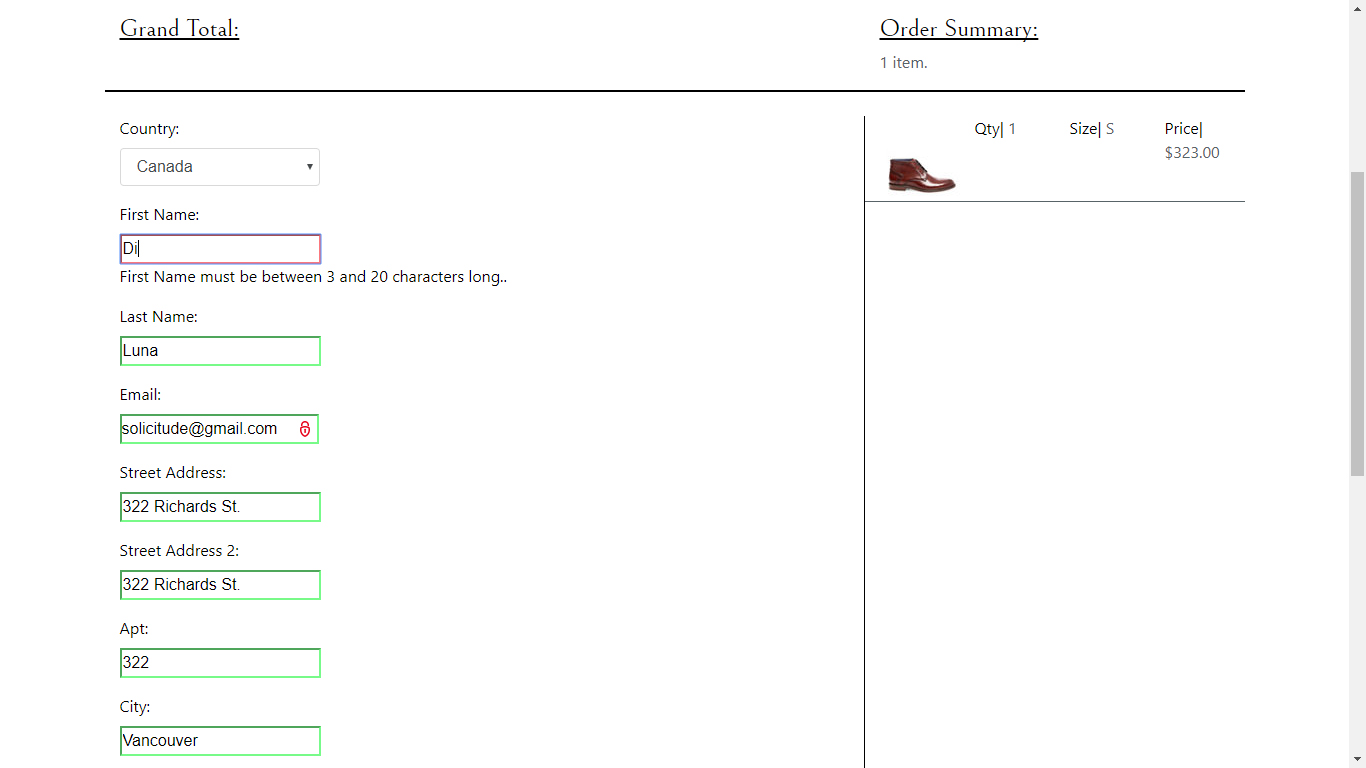 Grand Total:
Order Summary:
1 item.
Country:
Canada
First Name:
Di
First Name must be between 3 and 20 characters long..
Last Name:
Luna
Email:
solicitude@gmail.com
Street Address:
322 Richards St.
Street Address 2:
322 Richards St.
Apt:
322
City:
Vancouver
Qty| 1 Size| S Price|
$323.00